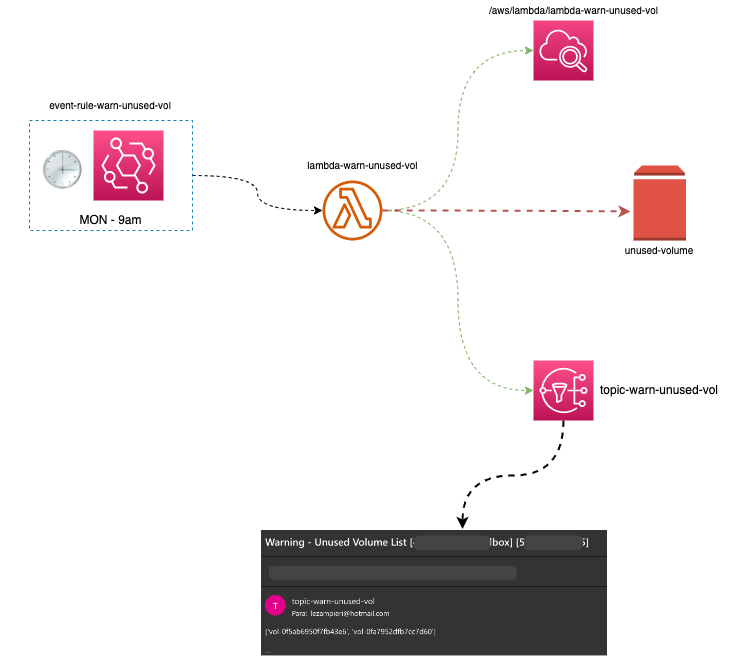 /aws/lambda/lambda-warn-unused-vol
event-rule-warn-unused-vol
MON - 9am
lambda-warn-unused-vol
unused-volume
topic-warn-unused-vol
Warning - Unused Volume List [ lbox] [5 5]
T
topic-warn-unused-vol
Para: lezampieri@hotmail.com
['vol-0f5ab6950f7fb43e6', 'vol-0fa7952dfb7cc7d60']
...